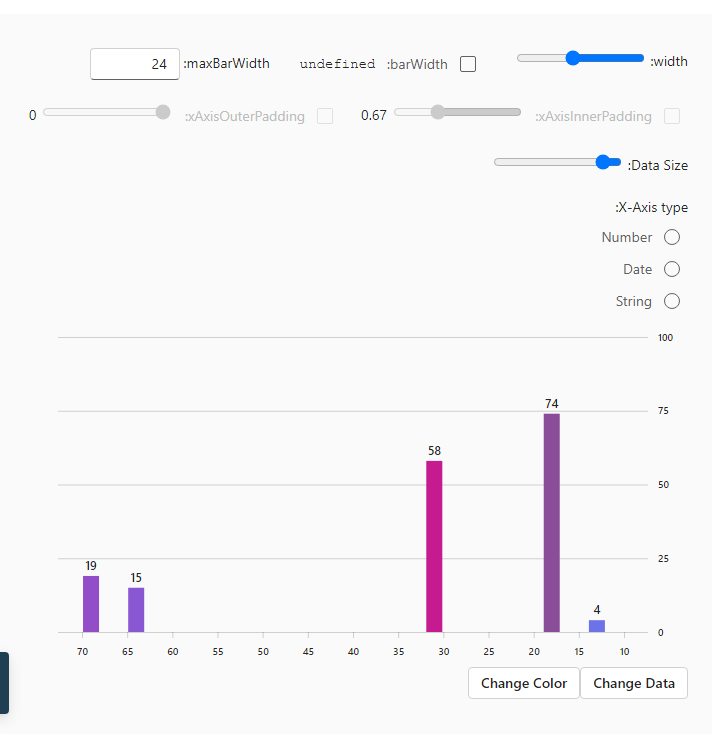 :width
:barWidth undefined
:maxBarWidth 24
:xAxisInnerPadding 0.67
:xAxisOuterPadding 0
:Data Size
:X-Axis type
Number
Date
String
100
75
50
25
0
19
15
58
74
4
70 65 60 55 50 45 40 35 30 25 20 15 10
Change Color Change Data